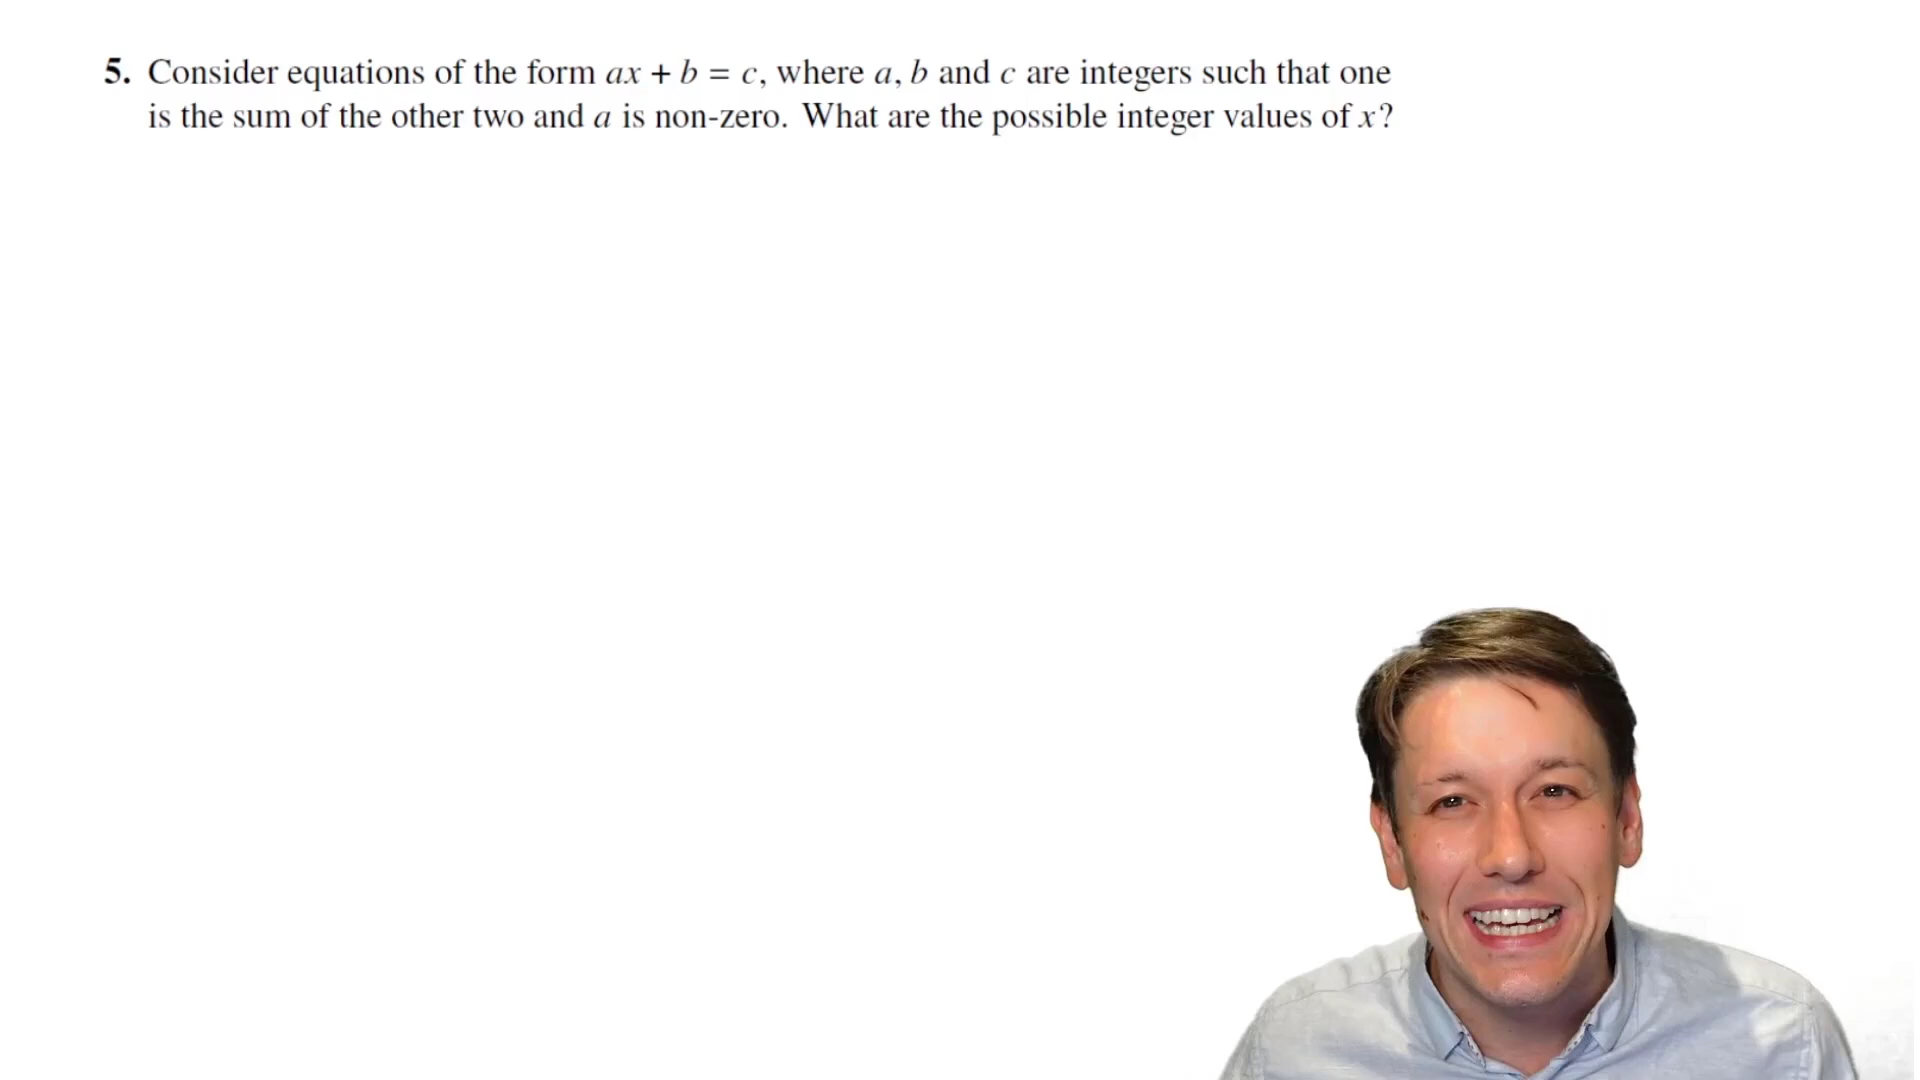 5. Consider equations of the form ax + b = c, where a, b and c are integers such that one
is the sum of the other two and a is non-zero. What are the possible integer values of x?